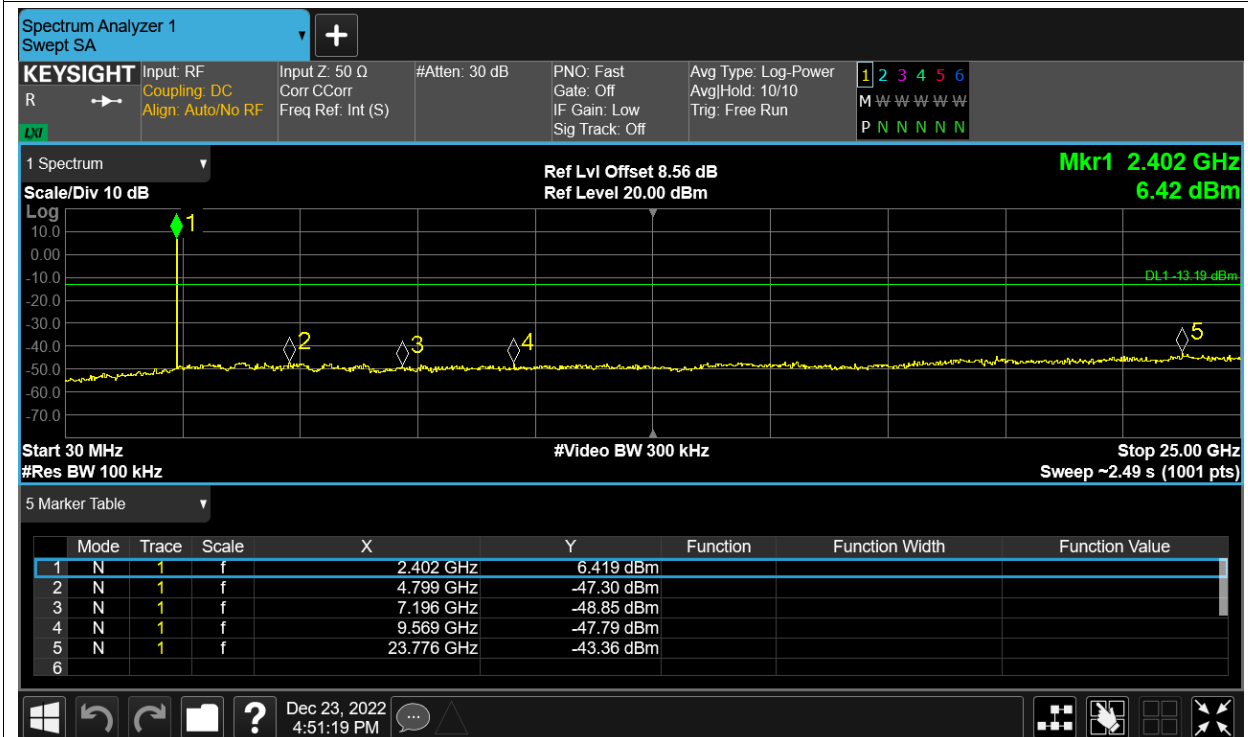 Spectrum Analyzer 1
Swept SA
+
KEYSIGHT
R
LXI
Input: RF
Coupling: DC
Align: Auto/No RF
Input Z: 50 Ω
Corr CCorr
Freq Ref: Int (S)
#Atten: 30 dB
PNO: Fast
Gate: Off
IF Gain: Low
Sig Track: Off
Avg Type: Log-Power
Avg|Hold: 10/10
Trig: Free Run
1 2 3 4 5 6
M W W W W W
P N N N N N
1 Spectrum
Scale/Div 10 dB
Ref Lvl Offset 8.56 dB
Ref Level 20.00 dBm
Mkr1 2.402 GHz
6.42 dBm
Log
10.0
0.00
-10.0
-20.0
-30.0
-40.0
-50.0
-60.0
-70.0
1
2
3
4
5
DL1 -13.19 dBm
Start 30 MHz
#Res BW 100 kHz
#Video BW 300 kHz
Stop 25.00 GHz
Sweep ~2.49 s (1001 pts)
5 Marker Table
Mode Trace Scale X Y Function Function Width Function Value
1 N 1 f 2.402 GHz 6.419 dBm
2 N 1 f 4.799 GHz -47.30 dBm
3 N 1 f 7.196 GHz -48.85 dBm
4 N 1 f 9.569 GHz -47.79 dBm
5 N 1 f 23.776 GHz -43.36 dBm
6
?
Dec 23, 2022
4:51:19 PM